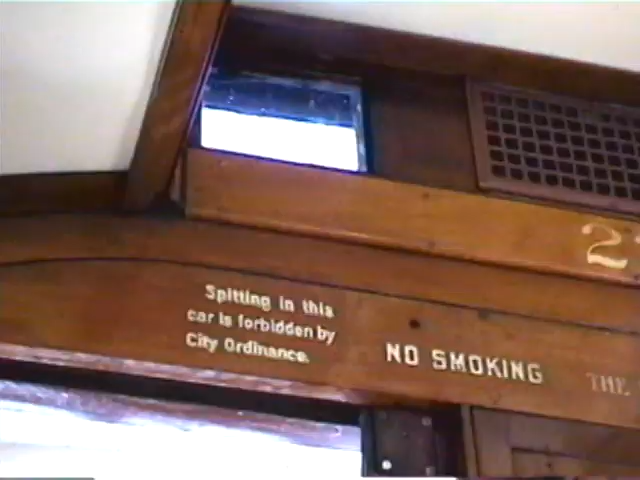 Spitting in this
car is forbidden by
City Ordinance.
NO SMOKING
THE